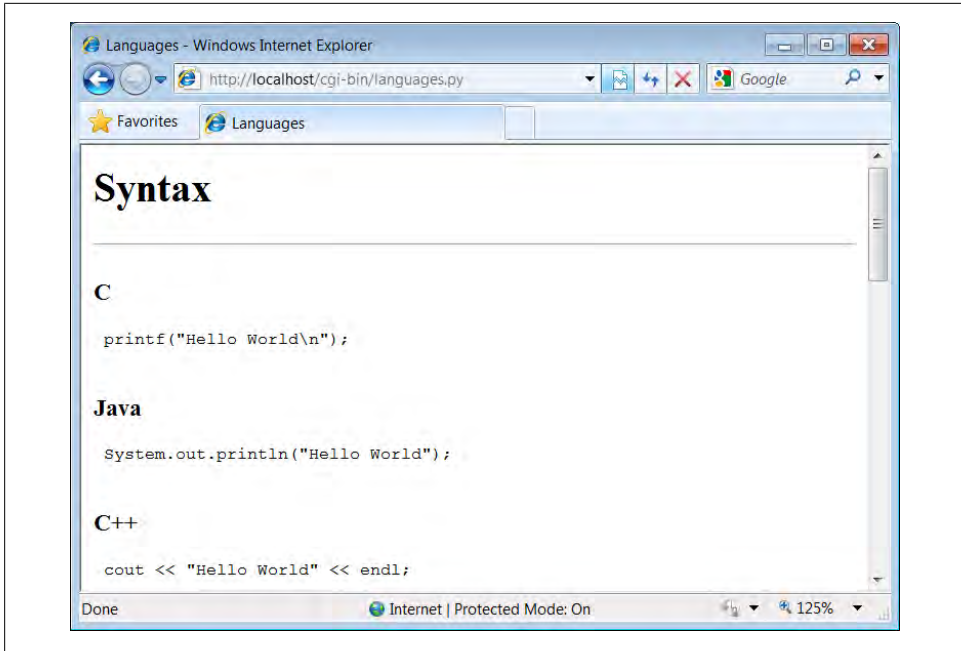 Languages - Windows Internet Explorer
http://localhost/cgi-bin/languages.py
Google
Favorites
Languages
Syntax
C
printf("Hello World\n");
Java
System.out.println("Hello World");
C++
cout << "Hello World" << endl;
Done
Internet | Protected Mode: On
125%